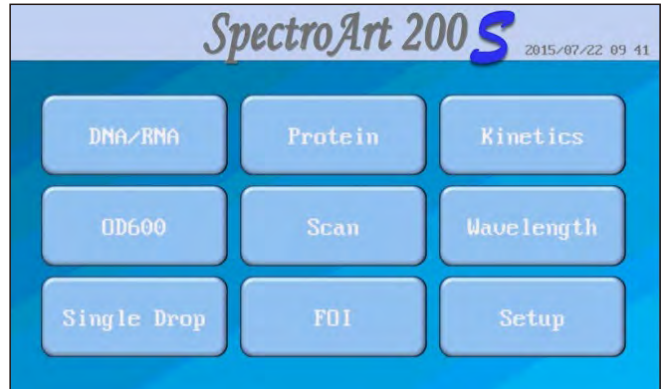 SpectroArt 200 S 2015/07/22 09 41
DNA/RNA Protein Kinetics
OD600 Scan Wavelength
Single Drop FOI Setup